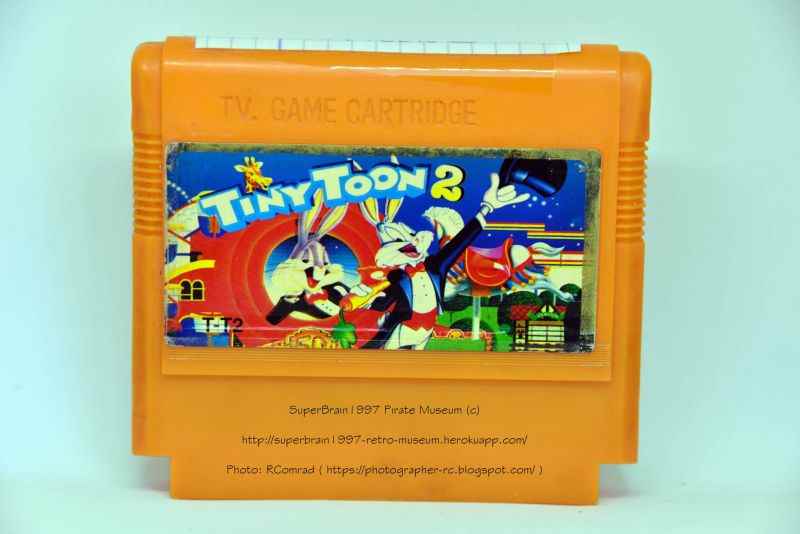 TV. GAME CARTRIDGE
TINY TOON 2
T-T2
SuperBrain1997 Pirate Museum (c)
http://superbrain1997-retro-museum.herokuapp.com/
Photo: RComrad ( https://photographer-rc.blogspot.com/ )